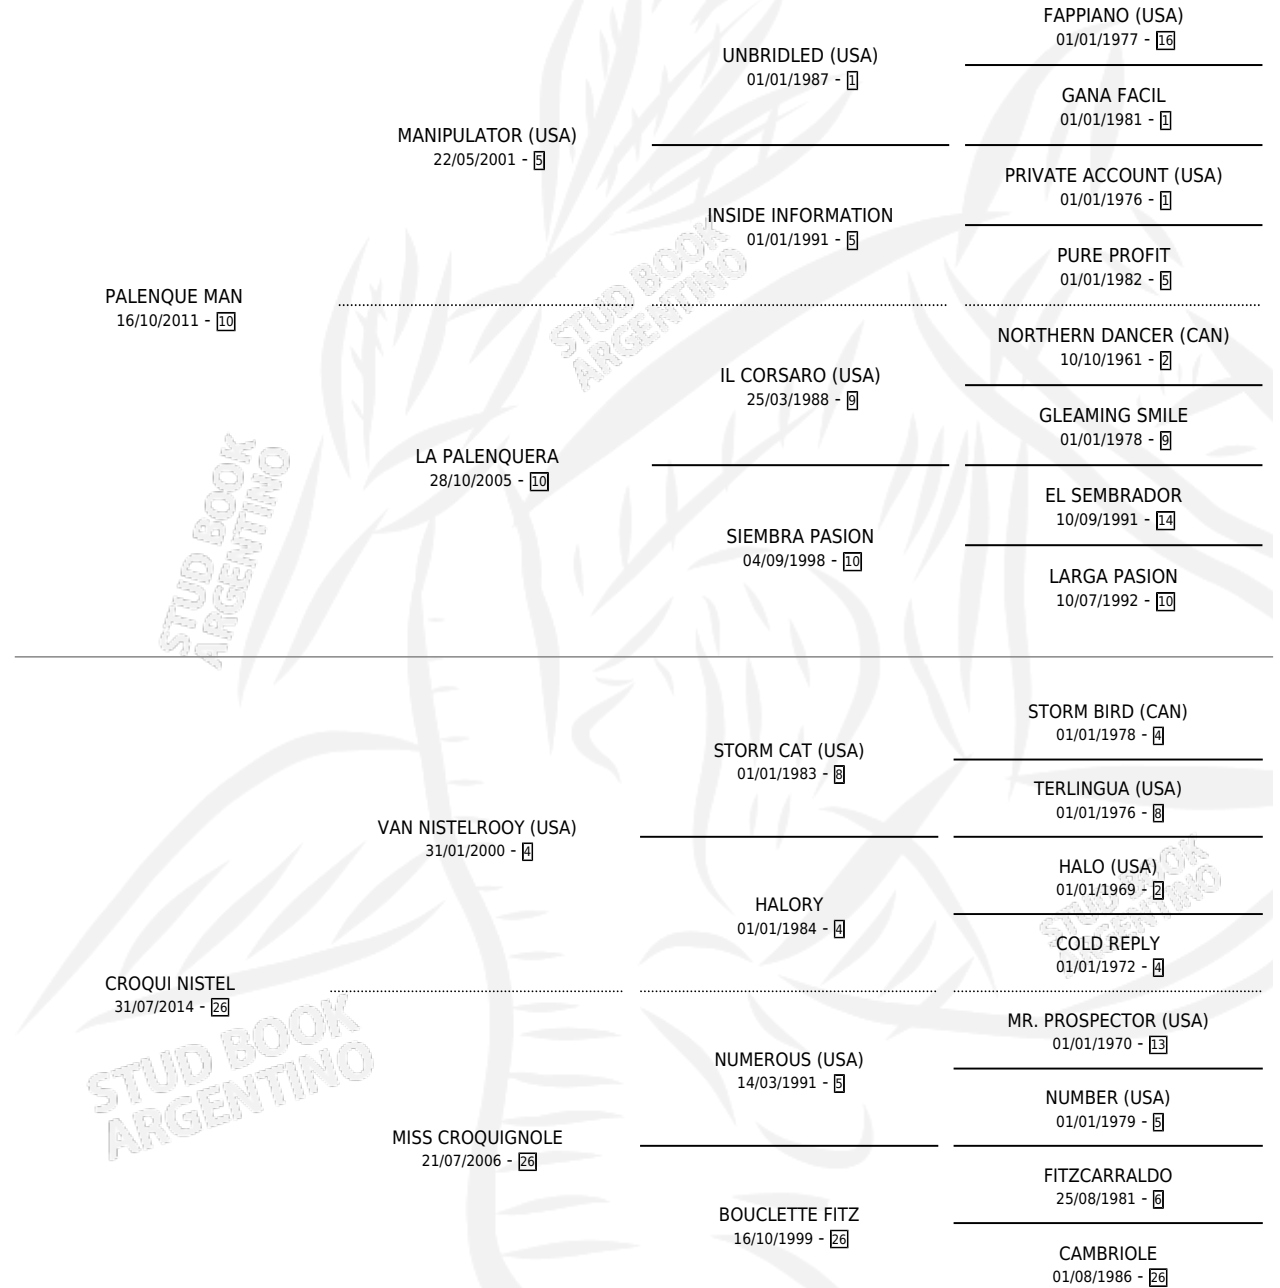 FAPPIANO (USA)
01/01/1977 - 16
UNBRIDLED (USA)
01/01/1987 - 1
GANA FACIL
01/01/1981 - 1
MANIPULATOR (USA)
22/05/2001 - 5
PRIVATE ACCOUNT (USA)
01/01/1976 - 1
INSIDE INFORMATION
01/01/1991 - 5
PURE PROFIT
01/01/1982 - 5
PALENQUE MAN
16/10/2011 - 10
NORTHERN DANCER (CAN)
10/10/1961 - 2
IL CORSARO (USA)
25/03/1988 - 9
GLEAMING SMILE
01/01/1978 - 9
LA PALENQUERA
28/10/2005 - 10
EL SEMBRADOR
10/09/1991 - 14
SIEMBRA PASION
04/09/1998 - 10
LARGA PASION
10/07/1992 - 10
STORM BIRD (CAN)
01/01/1978 - 4
STORM CAT (USA)
01/01/1983 - 8
TERLINGUA (USA)
01/01/1976 - 8
VAN NISTELROOY (USA)
31/01/2000 - 4
HALO (USA)
01/01/1969 - 2
HALORY
01/01/1984 - 4
COLD REPLY
01/01/1972 - 4
CROQUI NISTEL
31/07/2014 - 26
MR. PROSPECTOR (USA)
01/01/1970 - 13
NUMEROUS (USA)
14/03/1991 - 5
NUMBER (USA)
01/01/1979 - 5
MISS CROQUIGNOLE
21/07/2006 - 26
FITZCARRALDO
25/08/1981 - 6
BOUCLETTE FITZ
16/10/1999 - 26
CAMBRIOLE
01/08/1986 - 26
STUD BOOK
ARGENTINO
STUD BOOK
ARGENTINO
STUD BOOK
ARGENTINO
STUD BOOK
ARGENTINO